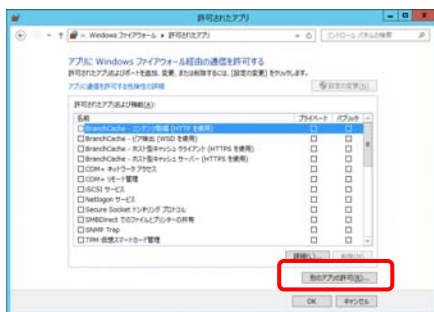 許可されたアプリ
« Windows ファイアウォール ▸ 許可されたアプリ
コントロール パネルの検索
アプリに Windows ファイアウォール経由の通信を許可する
許可されたアプリおよびポートを追加、変更、または削除するには、[設定の変更] をクリックします。
アプリに通信を許可する危険性の詳細
設定の変更(N)
許可されたアプリおよび機能(A):
名前 プライベート パブリック
BranchCache - コンテンツ取得 (HTTP を使用)
BranchCache - ピア検出 (WSD を使用)
BranchCache - ホスト型キャッシュ クライアント (HTTPS を使用)
BranchCache - ホスト型キャッシュ サーバー (HTTPS を使用)
COM+ ネットワーク アクセス
COM+ リモート管理
iSCSI サービス
Netlogon サービス
Secure Socket トンネリング プロトコル
SMBDirect でのファイルとプリンターの共有
SNMP Trap
TPM 仮想スマートカード管理
詳細(L)... 削除(M)
別のアプリの許可(R)...
OK キャンセル